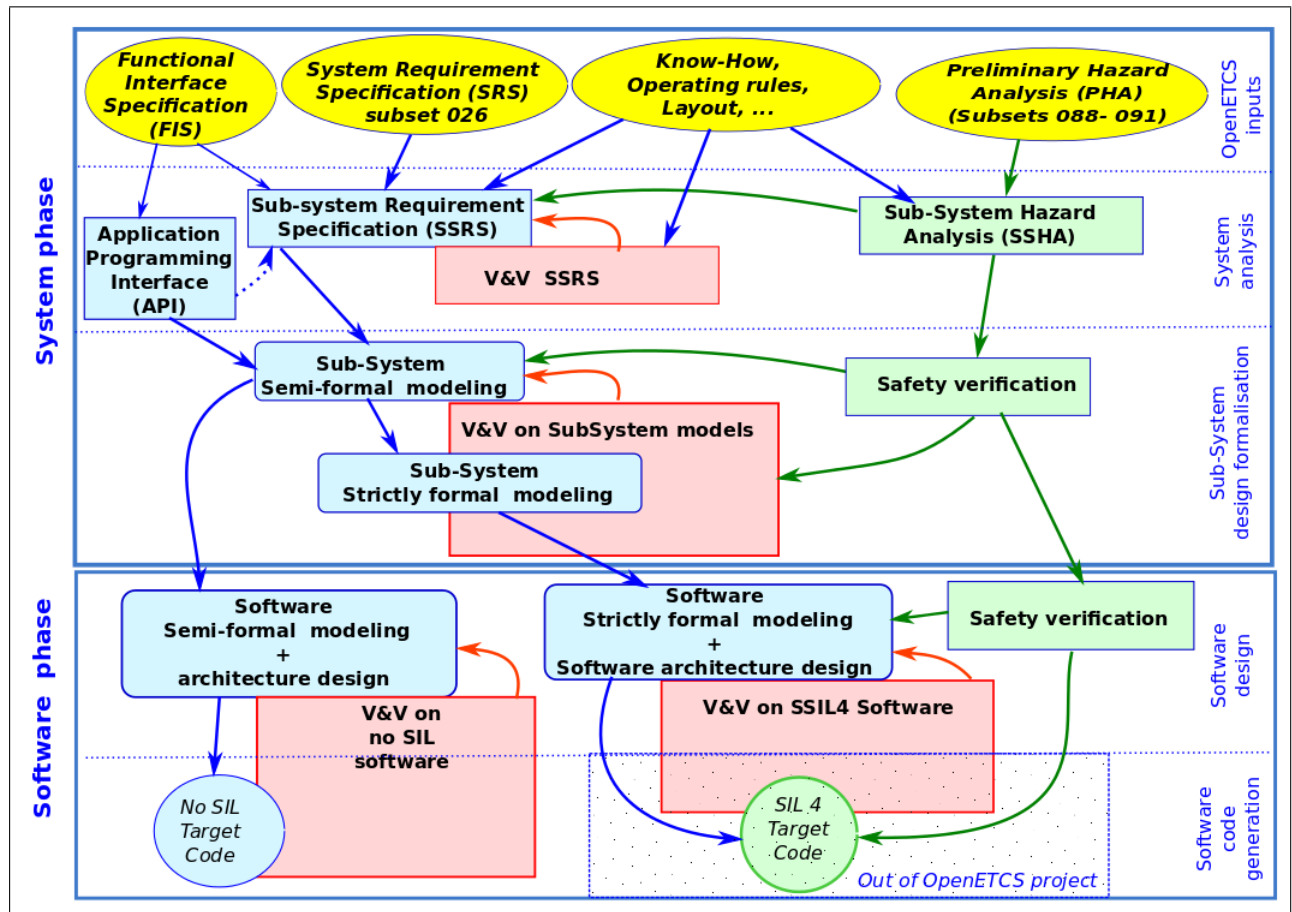 Functional
Interface
Specification
(FIS)
System Requirement
Specification (SRS)
subset 026
Know-How,
Operating rules,
Layout, ...
Preliminary Hazard
Analysis (PHA)
(Subsets 088- 091)
OpenETCS
inputs
System phase
Sub-system Requirement
Specification (SSRS)
Application
Programming
Interface
(API)
V&V SSRS
Sub-System Hazard
Analysis (SSHA)
System
analysis
Sub-System
Semi-formal modeling
Safety verification
V&V on SubSystem models
Sub-System
Strictly formal modeling
Sub-System
design formalisation
Software phase
Software
Semi-formal modeling
+
architecture design
Software
Strictly formal modeling
+
Software architecture design
Safety verification
Software
design
V&V on
no SIL
software
V&V on SSIL4 Software
No SIL
Target
Code
SIL 4
Target
Code
Out of OpenETCS project
Software
code
generation